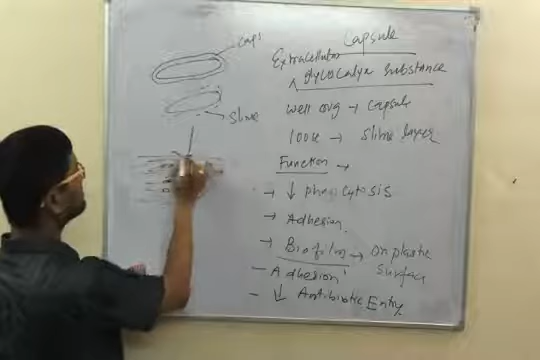 Caps
Slime
Capsule
Extracellular
glycocalyx substance
well org → Capsule
loose → Slime layer
Function →
→ ↓ phagocytosis
→ Adhesion
→ Biofilm → on plastic
surface
- Adhesion
- ↓ Antibiotic Entry